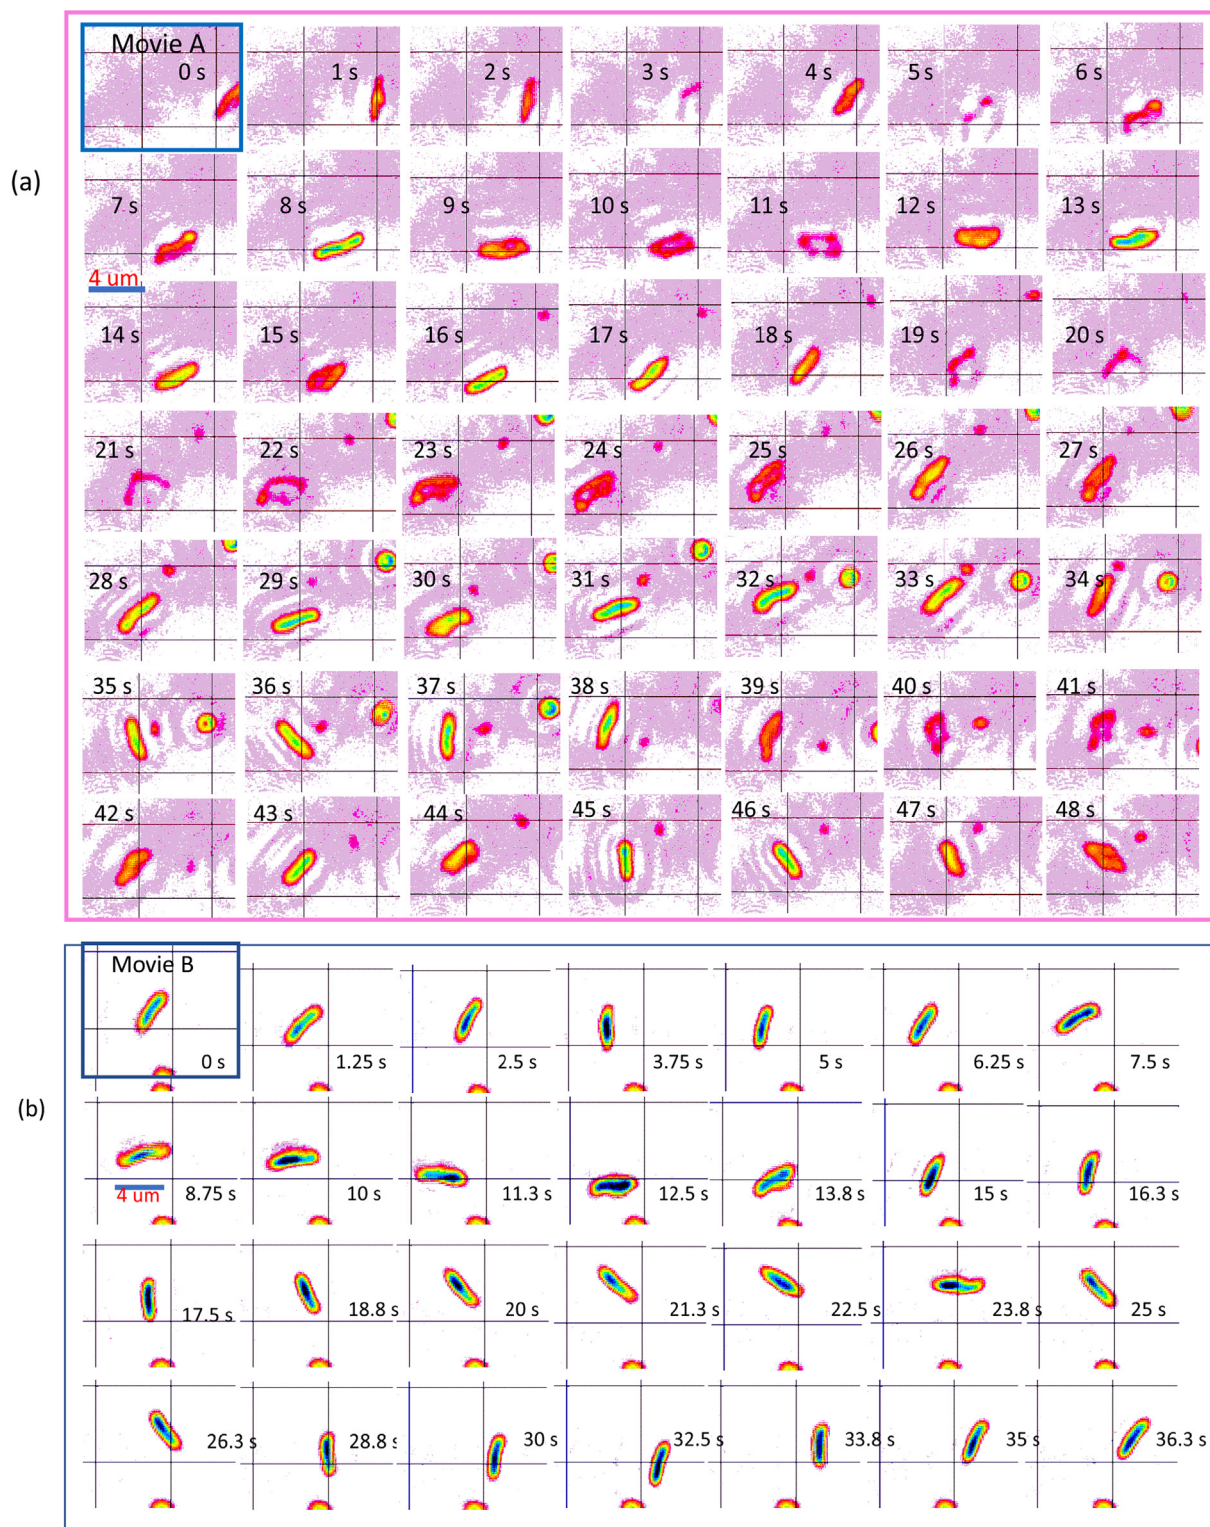 Movie A
0 s
1 s
2 s
3 s
4 s
5 s
6 s
(a)
7 s
8 s
9 s
10 s
11 s
12 s
13 s
4 um
14 s
15 s
16 s
17 s
18 s
19 s
20 s
21 s
22 s
23 s
24 s
25 s
26 s
27 s
28 s
29 s
30 s
31 s
32 s
33 s
34 s
35 s
36 s
37 s
38 s
39 s
40 s
41 s
42 s
43 s
44 s
45 s
46 s
47 s
48 s
Movie B
0 s
1.25 s
2.5 s
3.75 s
5 s
6.25 s
7.5 s
(b)
4 um
8.75 s
10 s
11.3 s
12.5 s
13.8 s
15 s
16.3 s
17.5 s
18.8 s
20 s
21.3 s
22.5 s
23.8 s
25 s
26.3 s
28.8 s
30 s
32.5 s
33.8 s
35 s
36.3 s